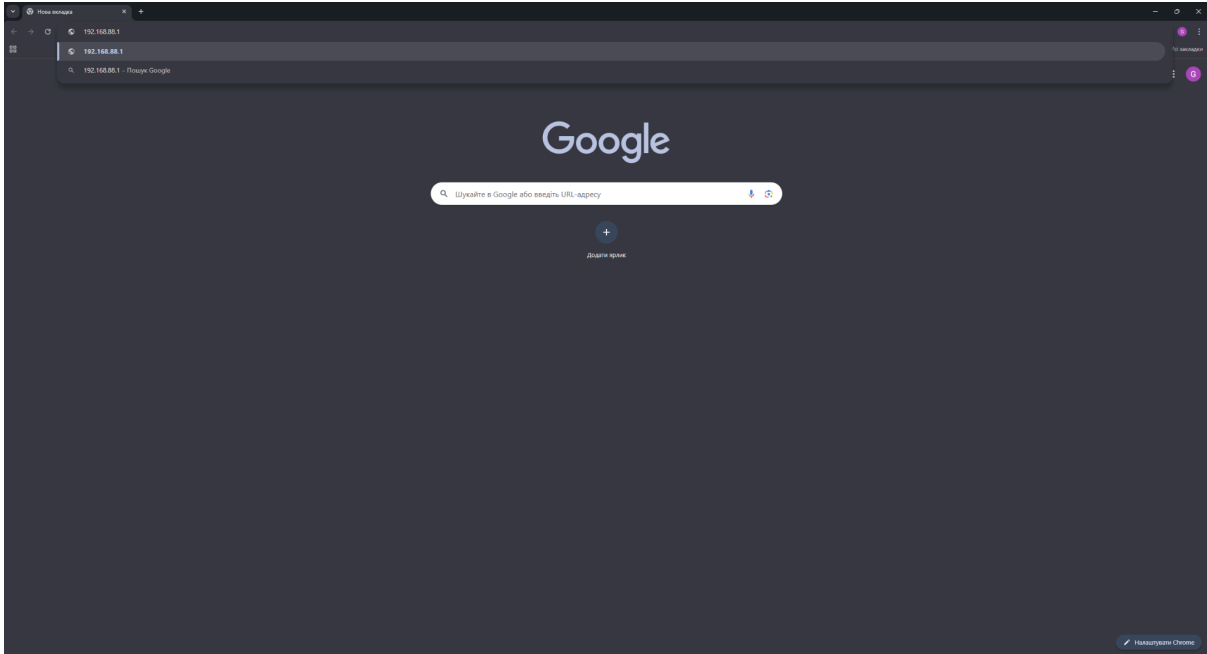 Нова вкладка
192.168.88.1
192.168.88.1
192.168.88.1 - Пошук Google
закладки
G
G
Google
Шукайте в Google або введіть URL-адресу
Додати ярлик
Налаштувати Chrome